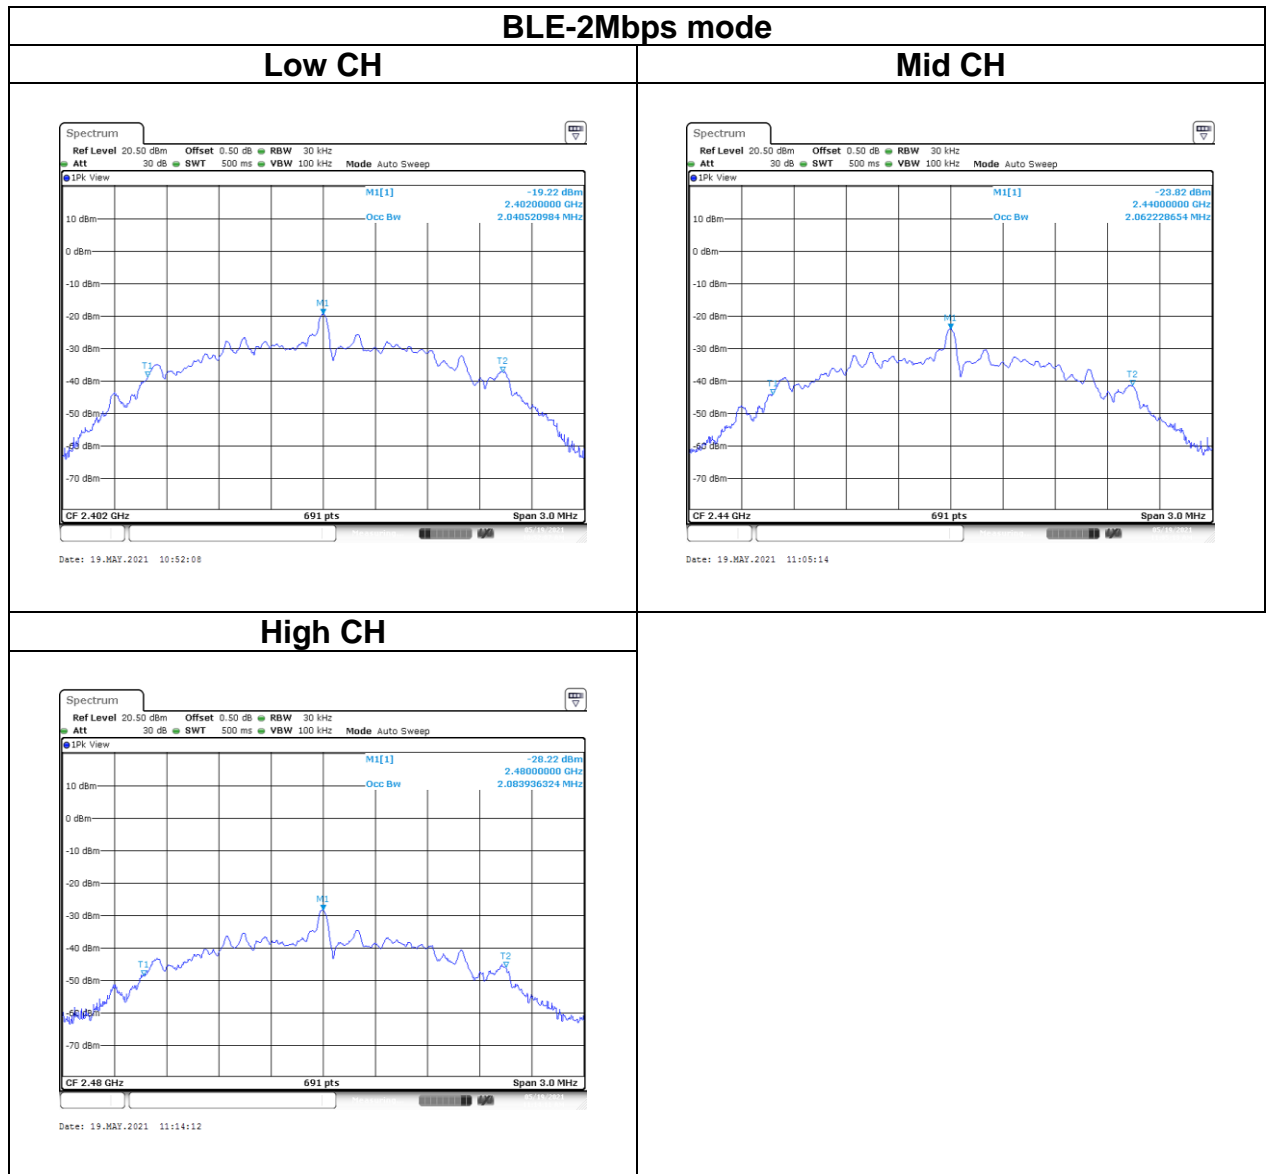 BLE-2Mbps mode
Low CH
Mid CH
Spectrum
Ref Level 20.50 dBm Offset 0.50 dB RBW 30 kHz
Att 30 dB SWT 500 ms VBW 100 kHz Mode Auto Sweep
1Pk View
M1[1] -19.22 dBm
2.40200000 GHz
Occ Bw 2.040520984 MHz
10 dBm
0 dBm
-10 dBm
M1
-20 dBm
-30 dBm
T1
T2
-40 dBm
-50 dBm
-60 dBm
-70 dBm
CF 2.402 GHz 691 pts Span 3.0 MHz
Date: 19.MAY.2021 10:52:08
Spectrum
Ref Level 20.50 dBm Offset 0.50 dB RBW 30 kHz
Att 30 dB SWT 500 ms VBW 100 kHz Mode Auto Sweep
1Pk View
M1[1] -23.82 dBm
2.44000000 GHz
Occ Bw 2.062228654 MHz
10 dBm
0 dBm
-10 dBm
-20 dBm
M1
-30 dBm
T2
-40 dBm
T1
-50 dBm
-60 dBm
-70 dBm
CF 2.44 GHz 691 pts Span 3.0 MHz
Date: 19.MAY.2021 11:05:14
High CH
Spectrum
Ref Level 20.50 dBm Offset 0.50 dB RBW 30 kHz
Att 30 dB SWT 500 ms VBW 100 kHz Mode Auto Sweep
1Pk View
M1[1] -28.22 dBm
2.48000000 GHz
Occ Bw 2.083936324 MHz
10 dBm
0 dBm
-10 dBm
-20 dBm
M1
-30 dBm
-40 dBm
T2
T1
-50 dBm
-60 dBm
-70 dBm
CF 2.48 GHz 691 pts Span 3.0 MHz
Date: 19.MAY.2021 11:14:12